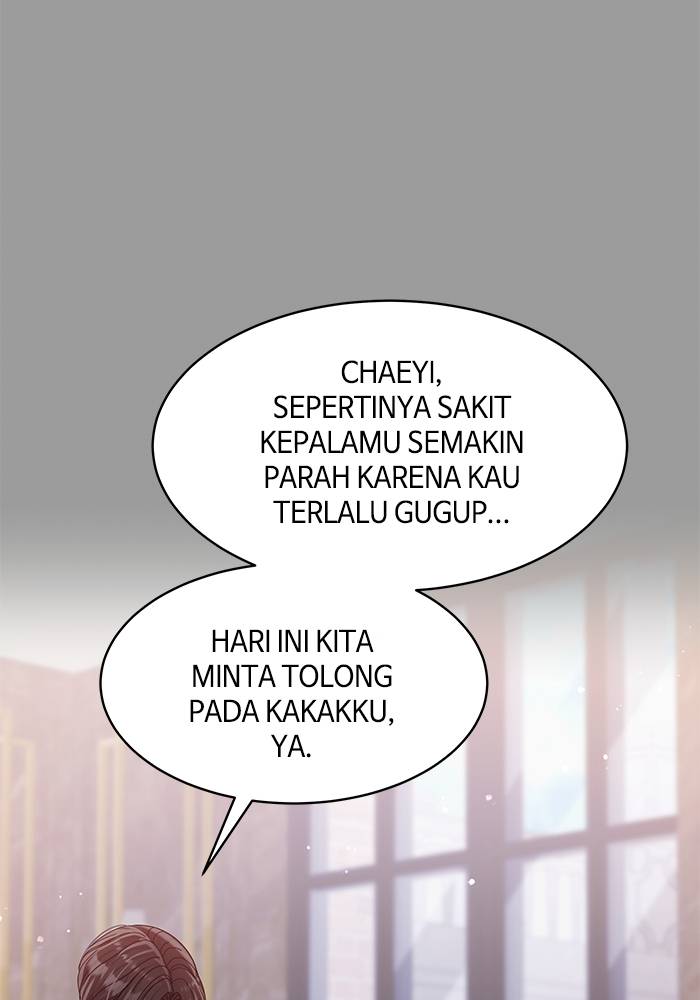 CHAEYI,
SEPERTINYA SAKIT
KEPALAMU SEMAKIN
PARAH KARENA KAU
TERLALU GUGUP...
HARI INI KITA
MINTA TOLONG
PADA KAKAKKU,
YA.